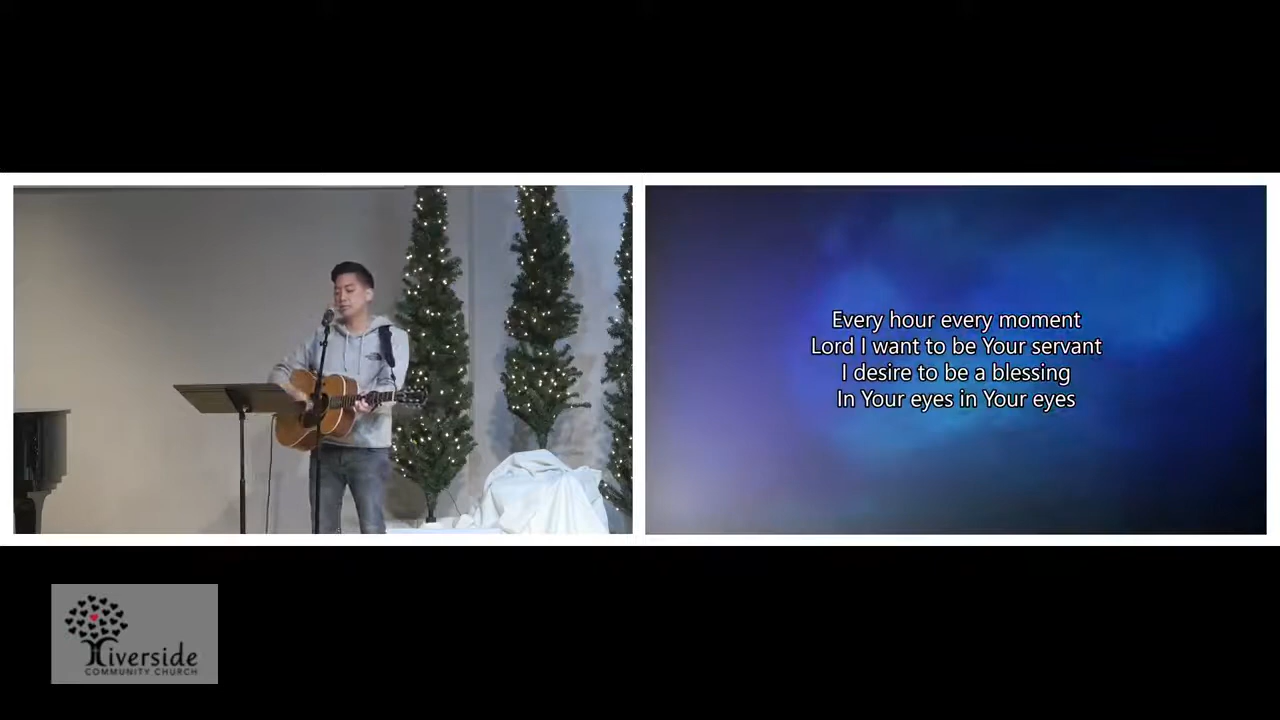 Every hour every moment
Lord I want to be Your servant
I desire to be a blessing
In Your eyes in Your eyes
Riverside
COMMUNITY CHURCH